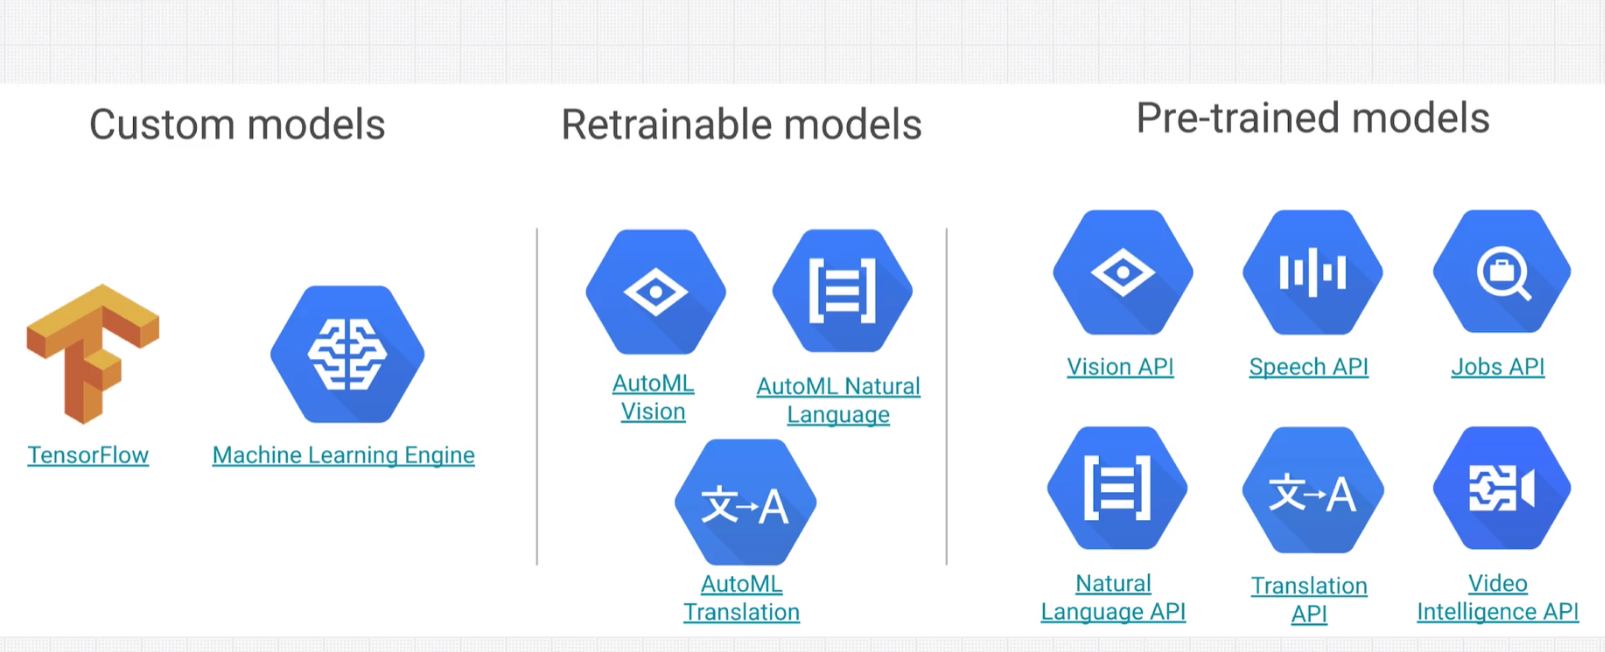 Custom models
Retrainable models
Pre-trained models
TensorFlow
Machine Learning Engine
AutoML
Vision
AutoML Natural
Language
文→A
AutoML
Translation
Vision API
Speech API
Jobs API
Natural
Language API
文→A
Translation
API
Video
Intelligence API